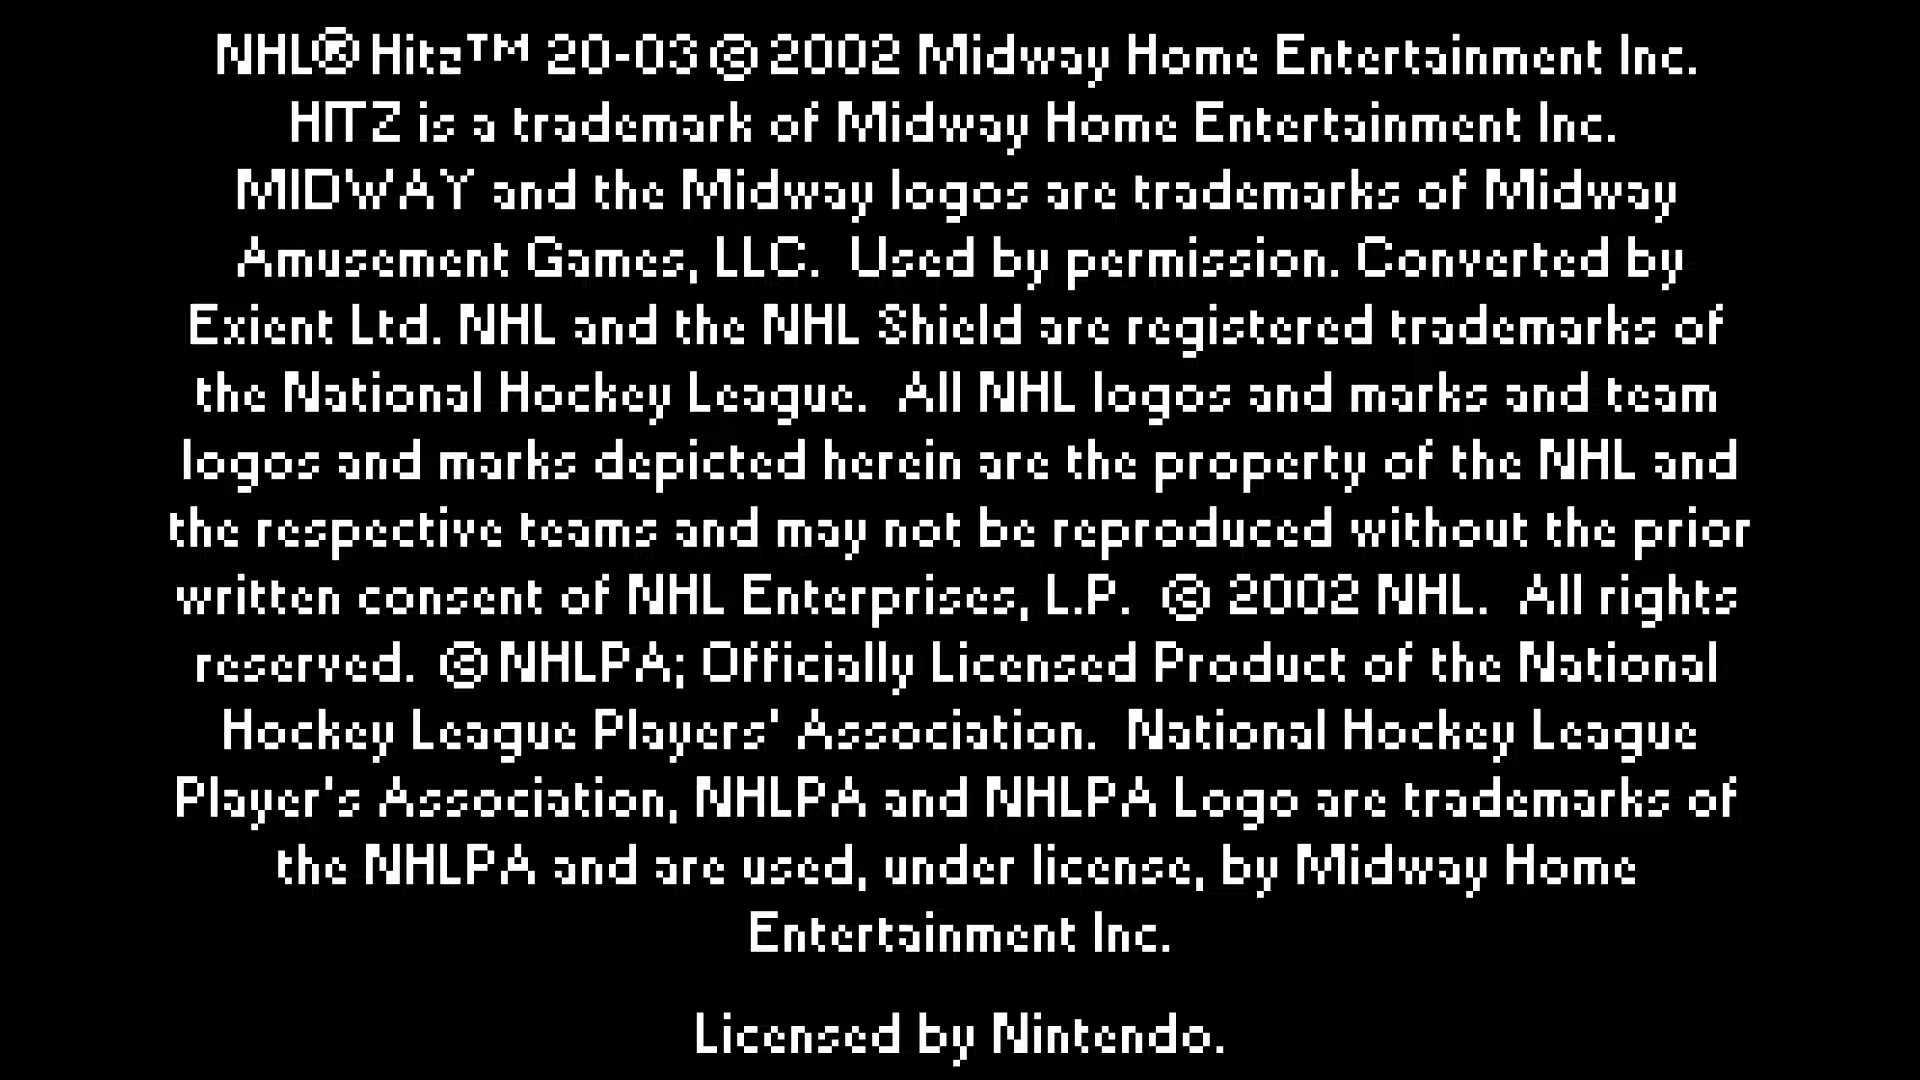 NHL® Hitz™ 20-03 © 2002 Midway Home Entertainment Inc.
HITZ is a trademark of Midway Home Entertainment Inc.
MIDWAY and the Midway logos are trademarks of Midway
Amusement Games, LLC.  Used by permission. Converted by
Exient Ltd. NHL and the NHL Shield are registered trademarks of
the National Hockey League.  All NHL logos and marks and team
logos and marks depicted herein are the property of the NHL and
the respective teams and may not be reproduced without the prior
written consent of NHL Enterprises, L.P.  © 2002 NHL.  All rights
reserved.  © NHLPA; Officially Licensed Product of the National
Hockey League Players' Association.  National Hockey League
Player's Association, NHLPA and NHLPA Logo are trademarks of
the NHLPA and are used, under license, by Midway Home
Entertainment Inc.
Licensed by Nintendo.